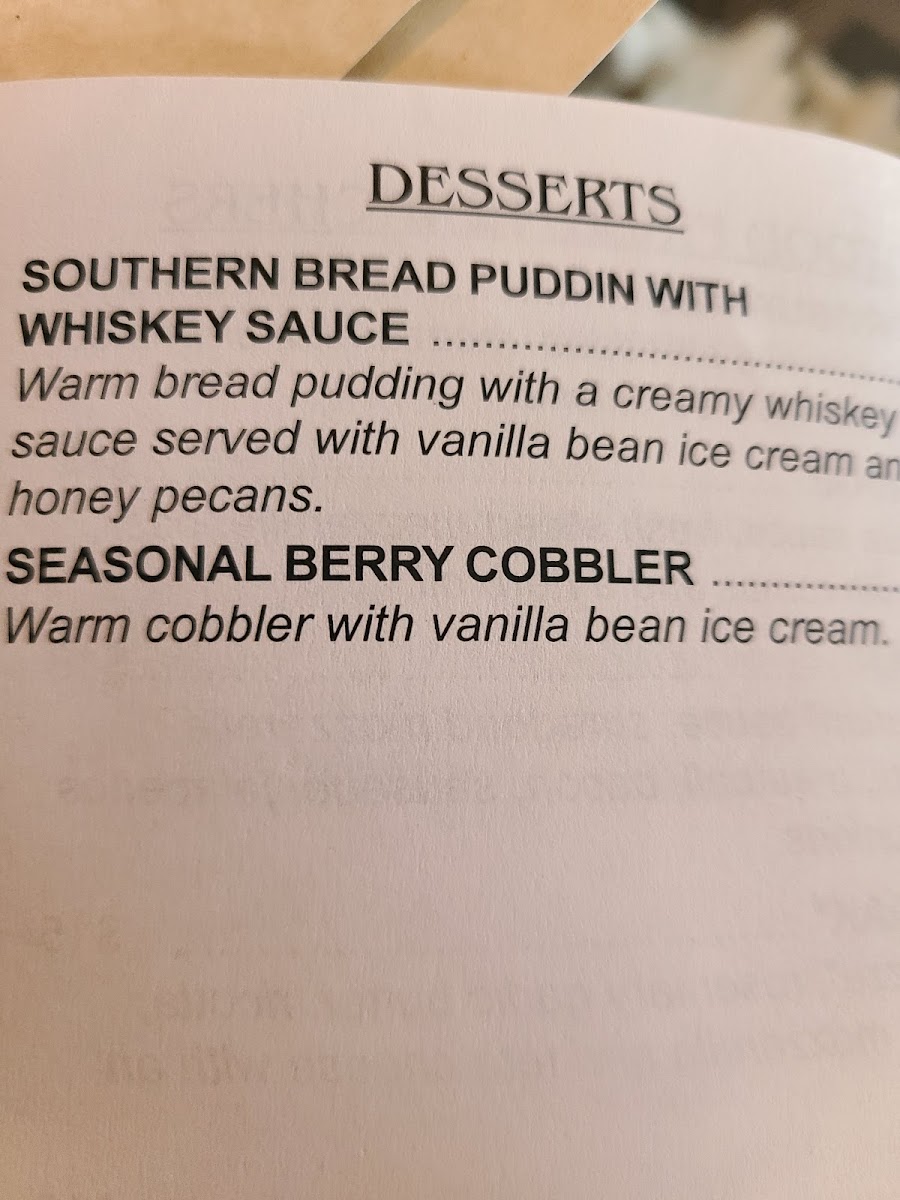 DESSERTS
SOUTHERN BREAD PUDDIN WITH
WHISKEY SAUCE ........................................
Warm bread pudding with a creamy whiskey
sauce served with vanilla bean ice cream an
honey pecans.
SEASONAL BERRY COBBLER ................
Warm cobbler with vanilla bean ice cream.